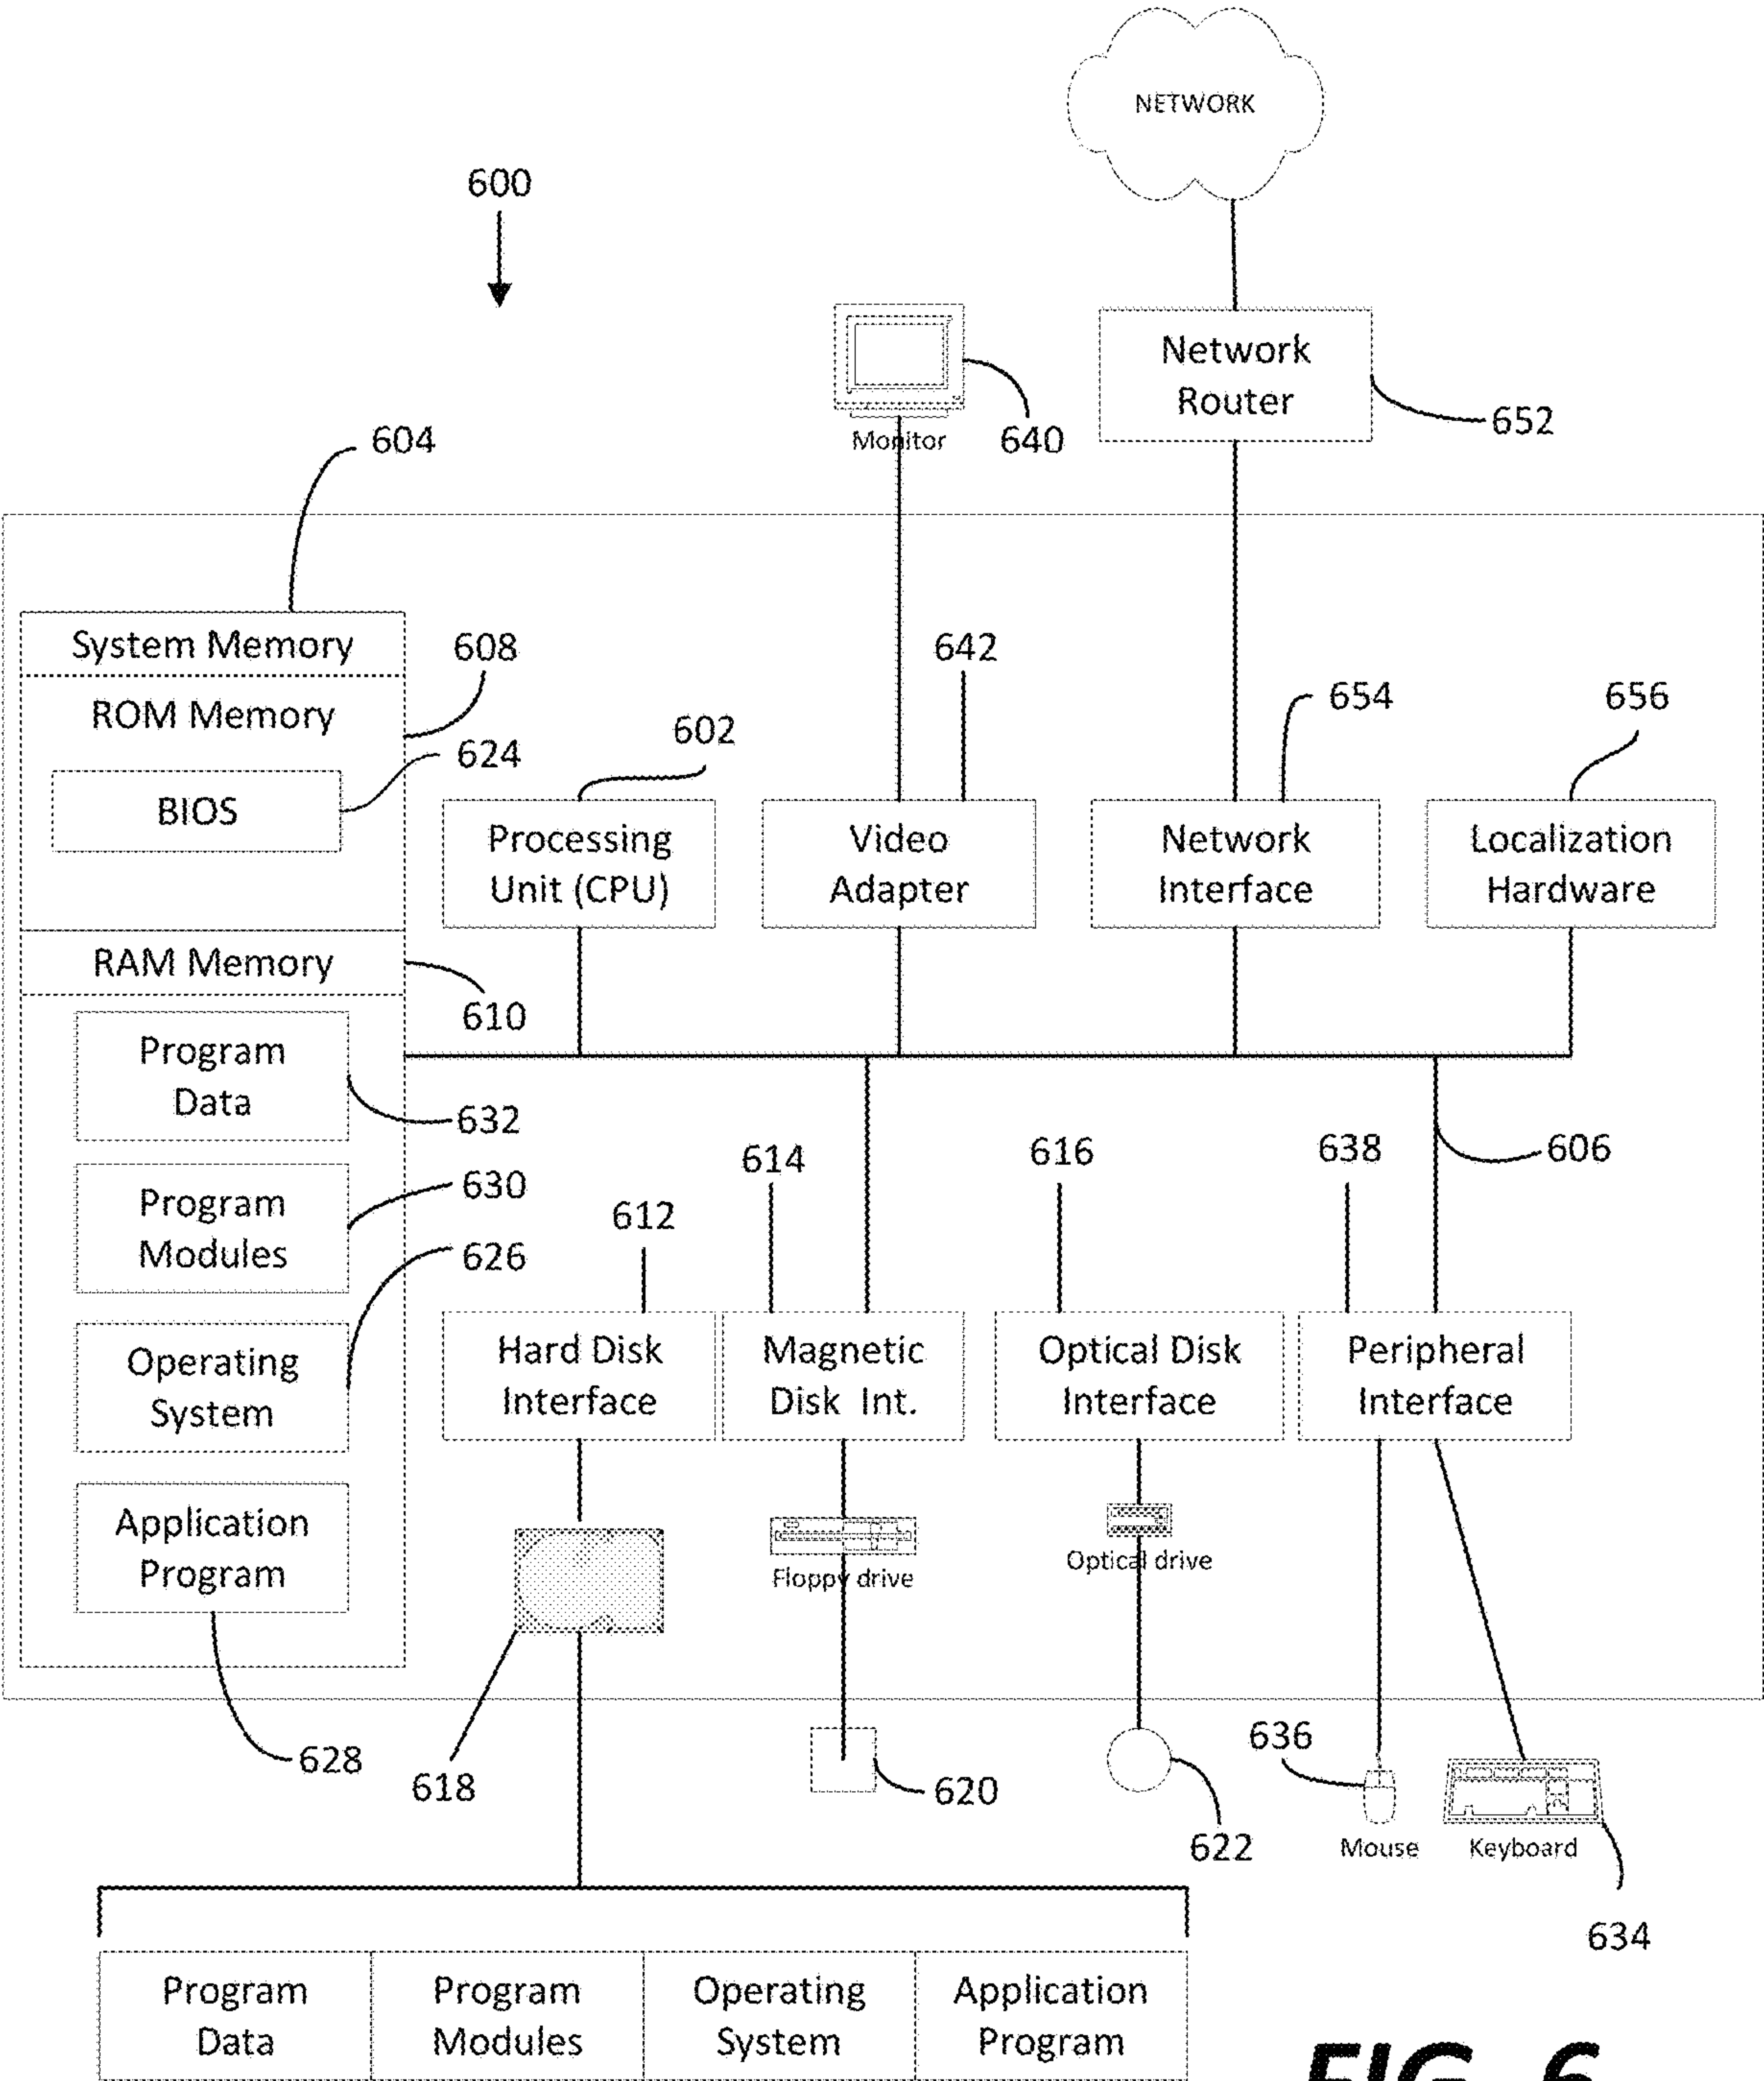 NETWORK
600
Network
Router
652
Monitor
640
604
System Memory
608
642
ROM Memory
654
656
602
624
BIOS
Processing
Unit (CPU)
Video
Adapter
Network
Interface
Localization
Hardware
RAM Memory
610
Program
Data
632
614
616
638
606
630
Program
Modules
612
626
Operating
System
Hard Disk
Interface
Magnetic
Disk Int.
Optical Disk
Interface
Peripheral
Interface
Application
Program
Floppy drive
Optical drive
628
618
620
622
636
Mouse
Keyboard
634
Program
Data
Program
Modules
Operating
System
Application
Program
FIG. 6